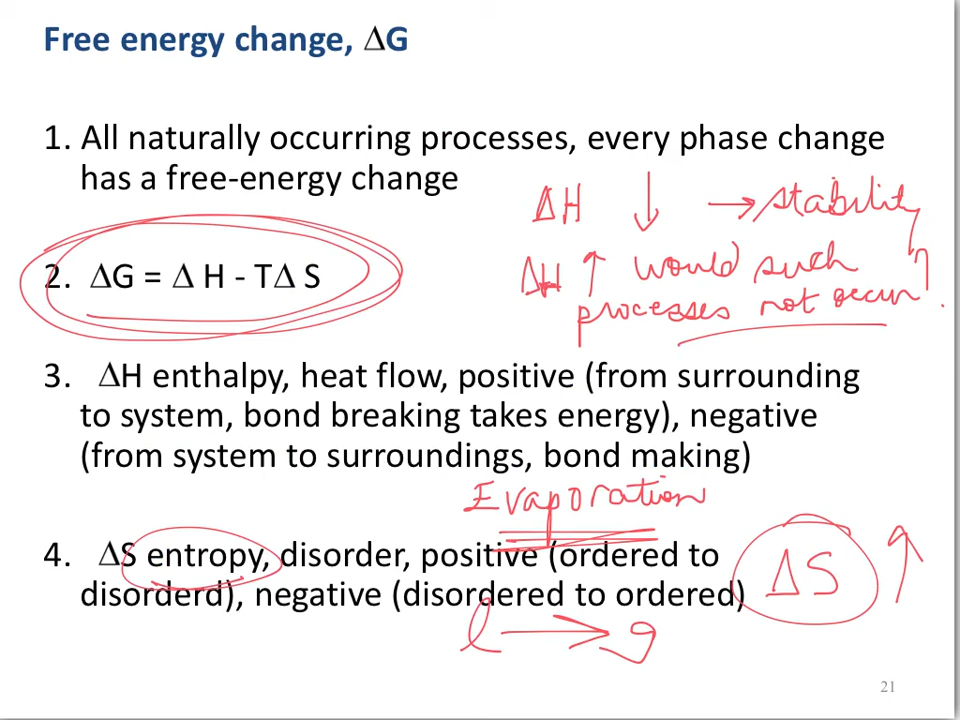 Free energy change, ΔG
1. All naturally occurring processes, every phase change
has a free-energy change
ΔH ↓ → stability
2. ΔG = Δ H - TΔ S
ΔH ↑ would such
processes not occur?
3. ΔH enthalpy, heat flow, positive (from surrounding
to system, bond breaking takes energy), negative
(from system to surroundings, bond making)
Evaporation
4. ΔS entropy, disorder, positive (ordered to
disorderd), negative (disordered to ordered)
ΔS ↑
l → g
21